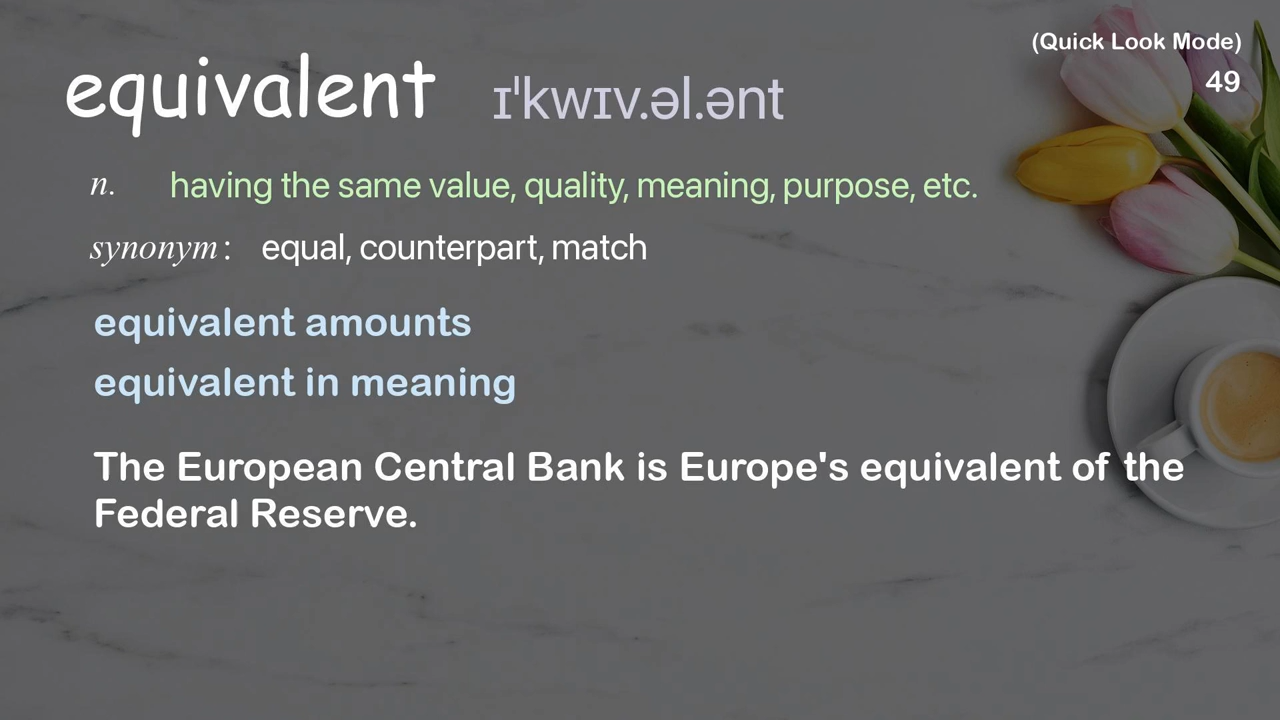 (Quick Look Mode)
equivalent ɪˈkwɪv.əl.ənt
49
n. having the same value, quality, meaning, purpose, etc.
synonym: equal, counterpart, match
equivalent amounts
equivalent in meaning
The European Central Bank is Europe's equivalent of the
Federal Reserve.